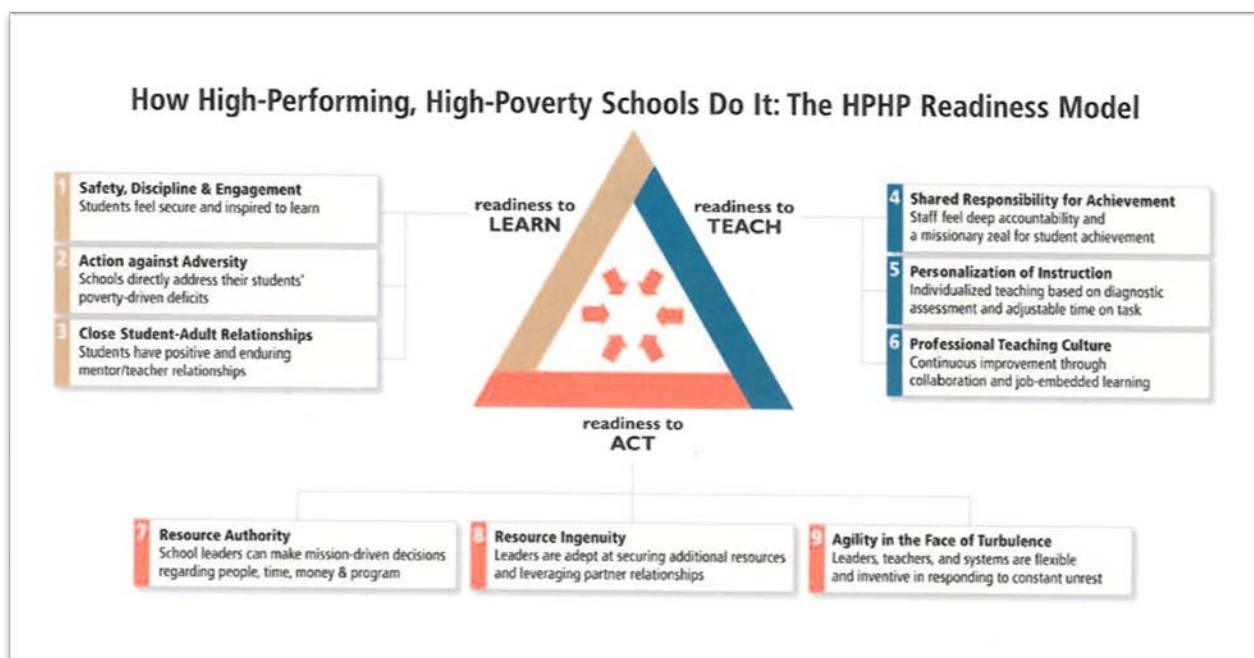 How High-Performing, High-Poverty Schools Do It: The HPHP Readiness Model
1
Safety, Discipline & Engagement
Students feel secure and inspired to learn
2
Action against Adversity
Schools directly address their students'
poverty-driven deficits
3
Close Student-Adult Relationships
Students have positive and enduring
mentor/teacher relationships
readiness to
LEARN
readiness to
TEACH
4
Shared Responsibility for Achievement
Staff feel deep accountability and
a missionary zeal for student achievement
5
Personalization of Instruction
Individualized teaching based on diagnostic
assessment and adjustable time on task
6
Professional Teaching Culture
Continuous improvement through
collaboration and job-embedded learning
readiness to
ACT
7
Resource Authority
School leaders can make mission-driven decisions
regarding people, time, money & program
8
Resource Ingenuity
Leaders are adept at securing additional resources
and leveraging partner relationships
9
Agility in the Face of Turbulence
Leaders, teachers, and systems are flexible
and inventive in responding to constant unrest